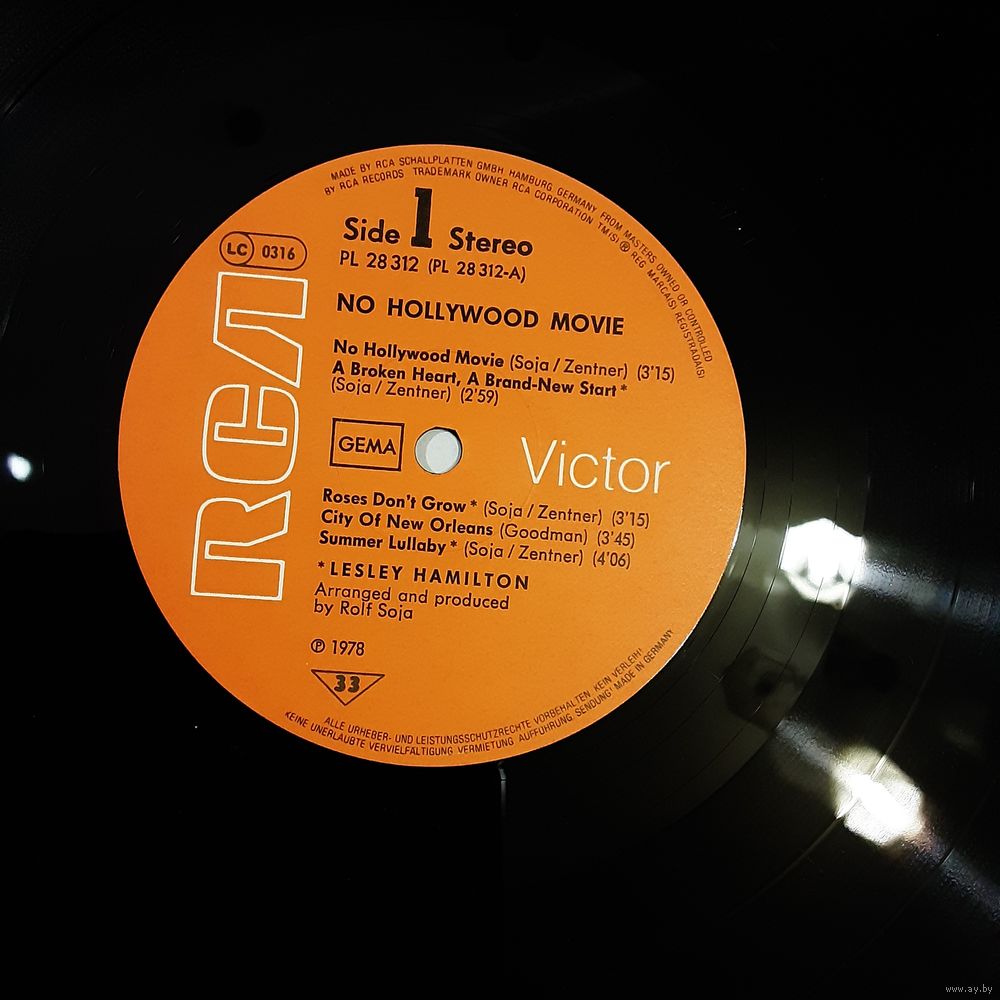 MADE BY RCA SCHALLPLATTEN GMBH HAMBURG GERMANY FROM MASTERS OWNED OR CONTROLLED
BY RCA RECORDS TRADEMARK OWNER RCA CORPORATION TM(S) ® REG. MARCA(S) REGISTRADA(S)
Side 1 Stereo
PL 28312 (PL 28312-A)
LC 0316
NO HOLLYWOOD MOVIE
No Hollywood Movie (Soja / Zentner) (3'15)
A Broken Heart, A Brand-New Start *
(Soja / Zentner) (2'59)
RCA
GEMA
Victor
Roses Don't Grow * (Soja / Zentner) (3'15)
City Of New Orleans (Goodman) (3'45)
Summer Lullaby * (Soja / Zentner) (4'06)
* LESLEY HAMILTON
Arranged and produced
by Rolf Soja
℗ 1978
33
ALLE URHEBER- UND LEISTUNGSSCHUTZRECHTE VORBEHALTEN KEIN VERLEIH!
KEINE UNERLAUBTE VERVIELFÄLTIGUNG VERMIETUNG AUFFÜHRUNG SENDUNG! MADE IN GERMANY
www.ay.by